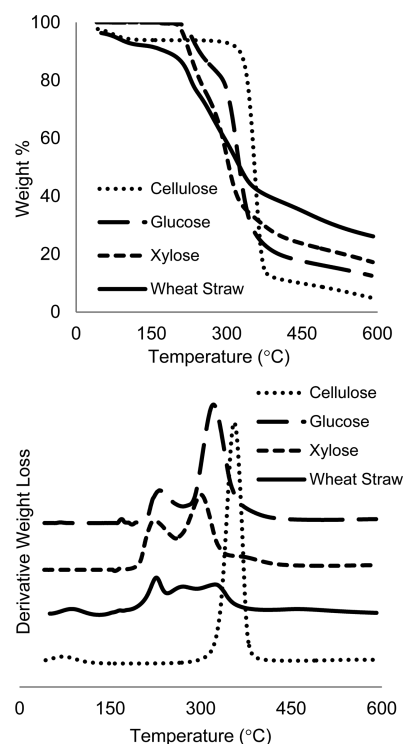 100
80
60
40
20
0
Weight %
Cellulose
Glucose
Xylose
Wheat Straw
0 150 300 450 600
Temperature (°C)
Cellulose
Glucose
Xylose
Wheat Straw
Derivative Weight Loss
0 150 300 450 600
Temperature (°C)